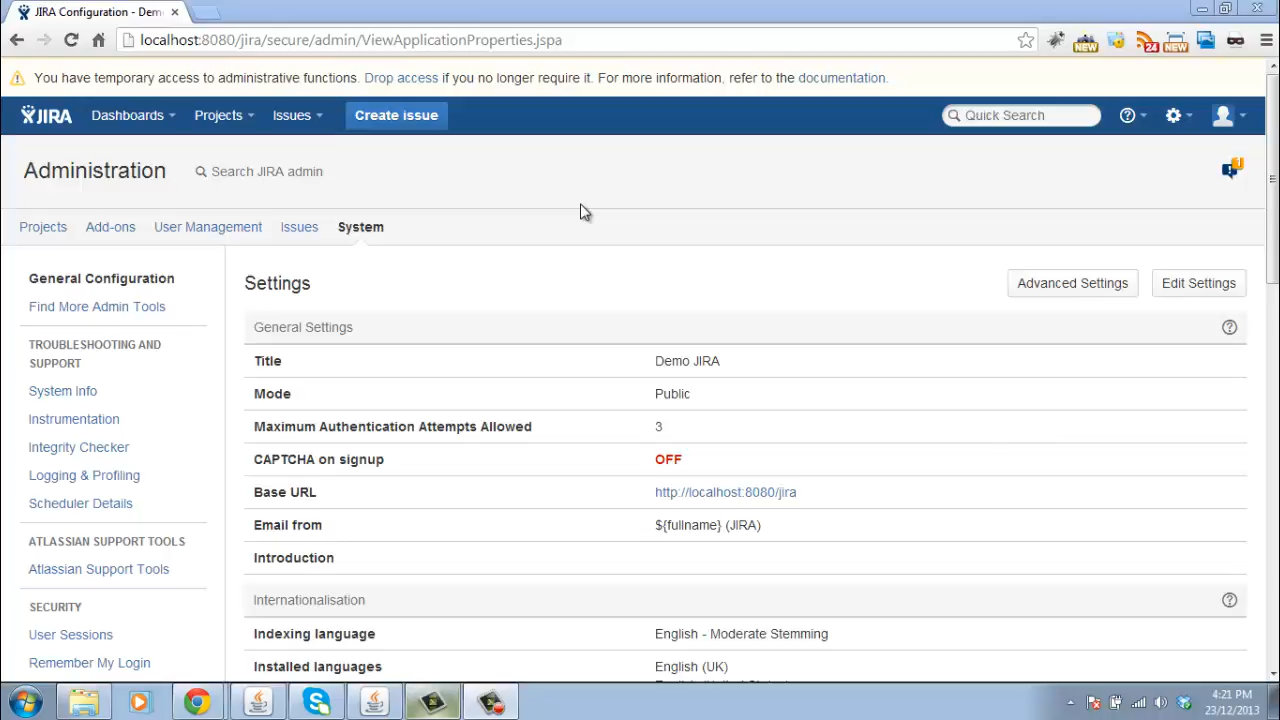 JIRA Configuration - Dem
localhost:8080/jira/secure/admin/ViewApplicationProperties.jspa
NEW
24
NEW
You have temporary access to administrative functions. Drop access if you no longer require it. For more information, refer to the documentation.
JIRA Dashboards Projects Issues Create issue Quick Search
Administration Search JIRA admin
Projects Add-ons User Management Issues System
General Configuration
Find More Admin Tools
TROUBLESHOOTING AND
SUPPORT
System Info
Instrumentation
Integrity Checker
Logging & Profiling
Scheduler Details
ATLASSIAN SUPPORT TOOLS
Atlassian Support Tools
SECURITY
User Sessions
Remember My Login
Settings Advanced Settings Edit Settings
General Settings
Title Demo JIRA
Mode Public
Maximum Authentication Attempts Allowed 3
CAPTCHA on signup OFF
Base URL http://localhost:8080/jira
Email from ${fullname} (JIRA)
Introduction
Internationalisation
Indexing language English - Moderate Stemming
Installed languages English (UK)
4:21 PM
23/12/2013